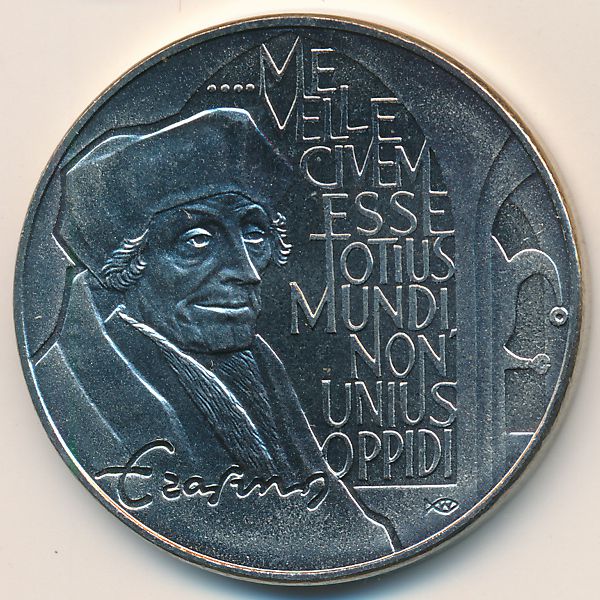 ....ME
VELLE
CIVEM
ESSE
TOTIUS
MUNDI,
NON
UNIUS
OPPIDI
Erasmus